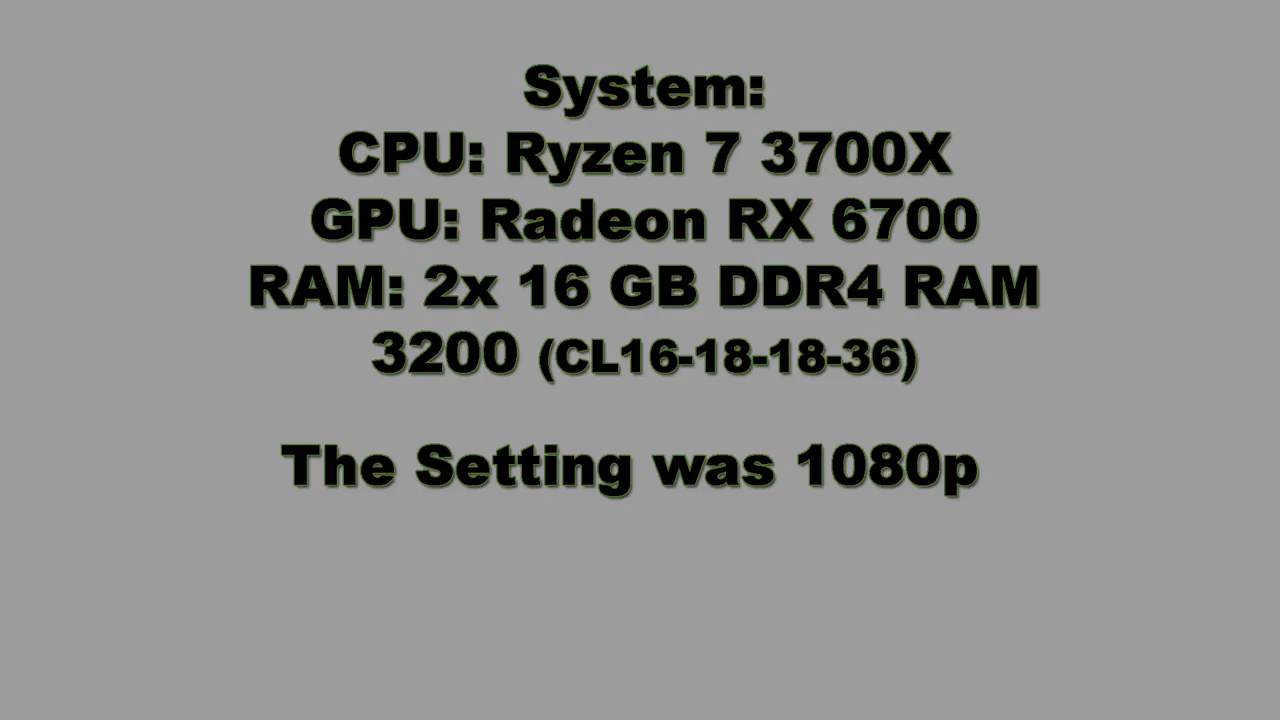 System:
CPU: Ryzen 7 3700X
GPU: Radeon RX 6700
RAM: 2x 16 GB DDR4 RAM
3200 (CL16-18-18-36)
The Setting was 1080p